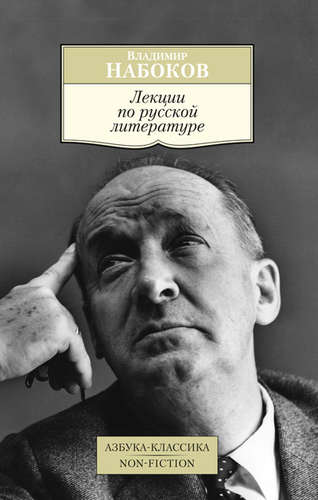 Владимир
НАБОКОВ
Лекции
по русской
литературе
АЗБУКА-КЛАССИКА
NON-FICTION